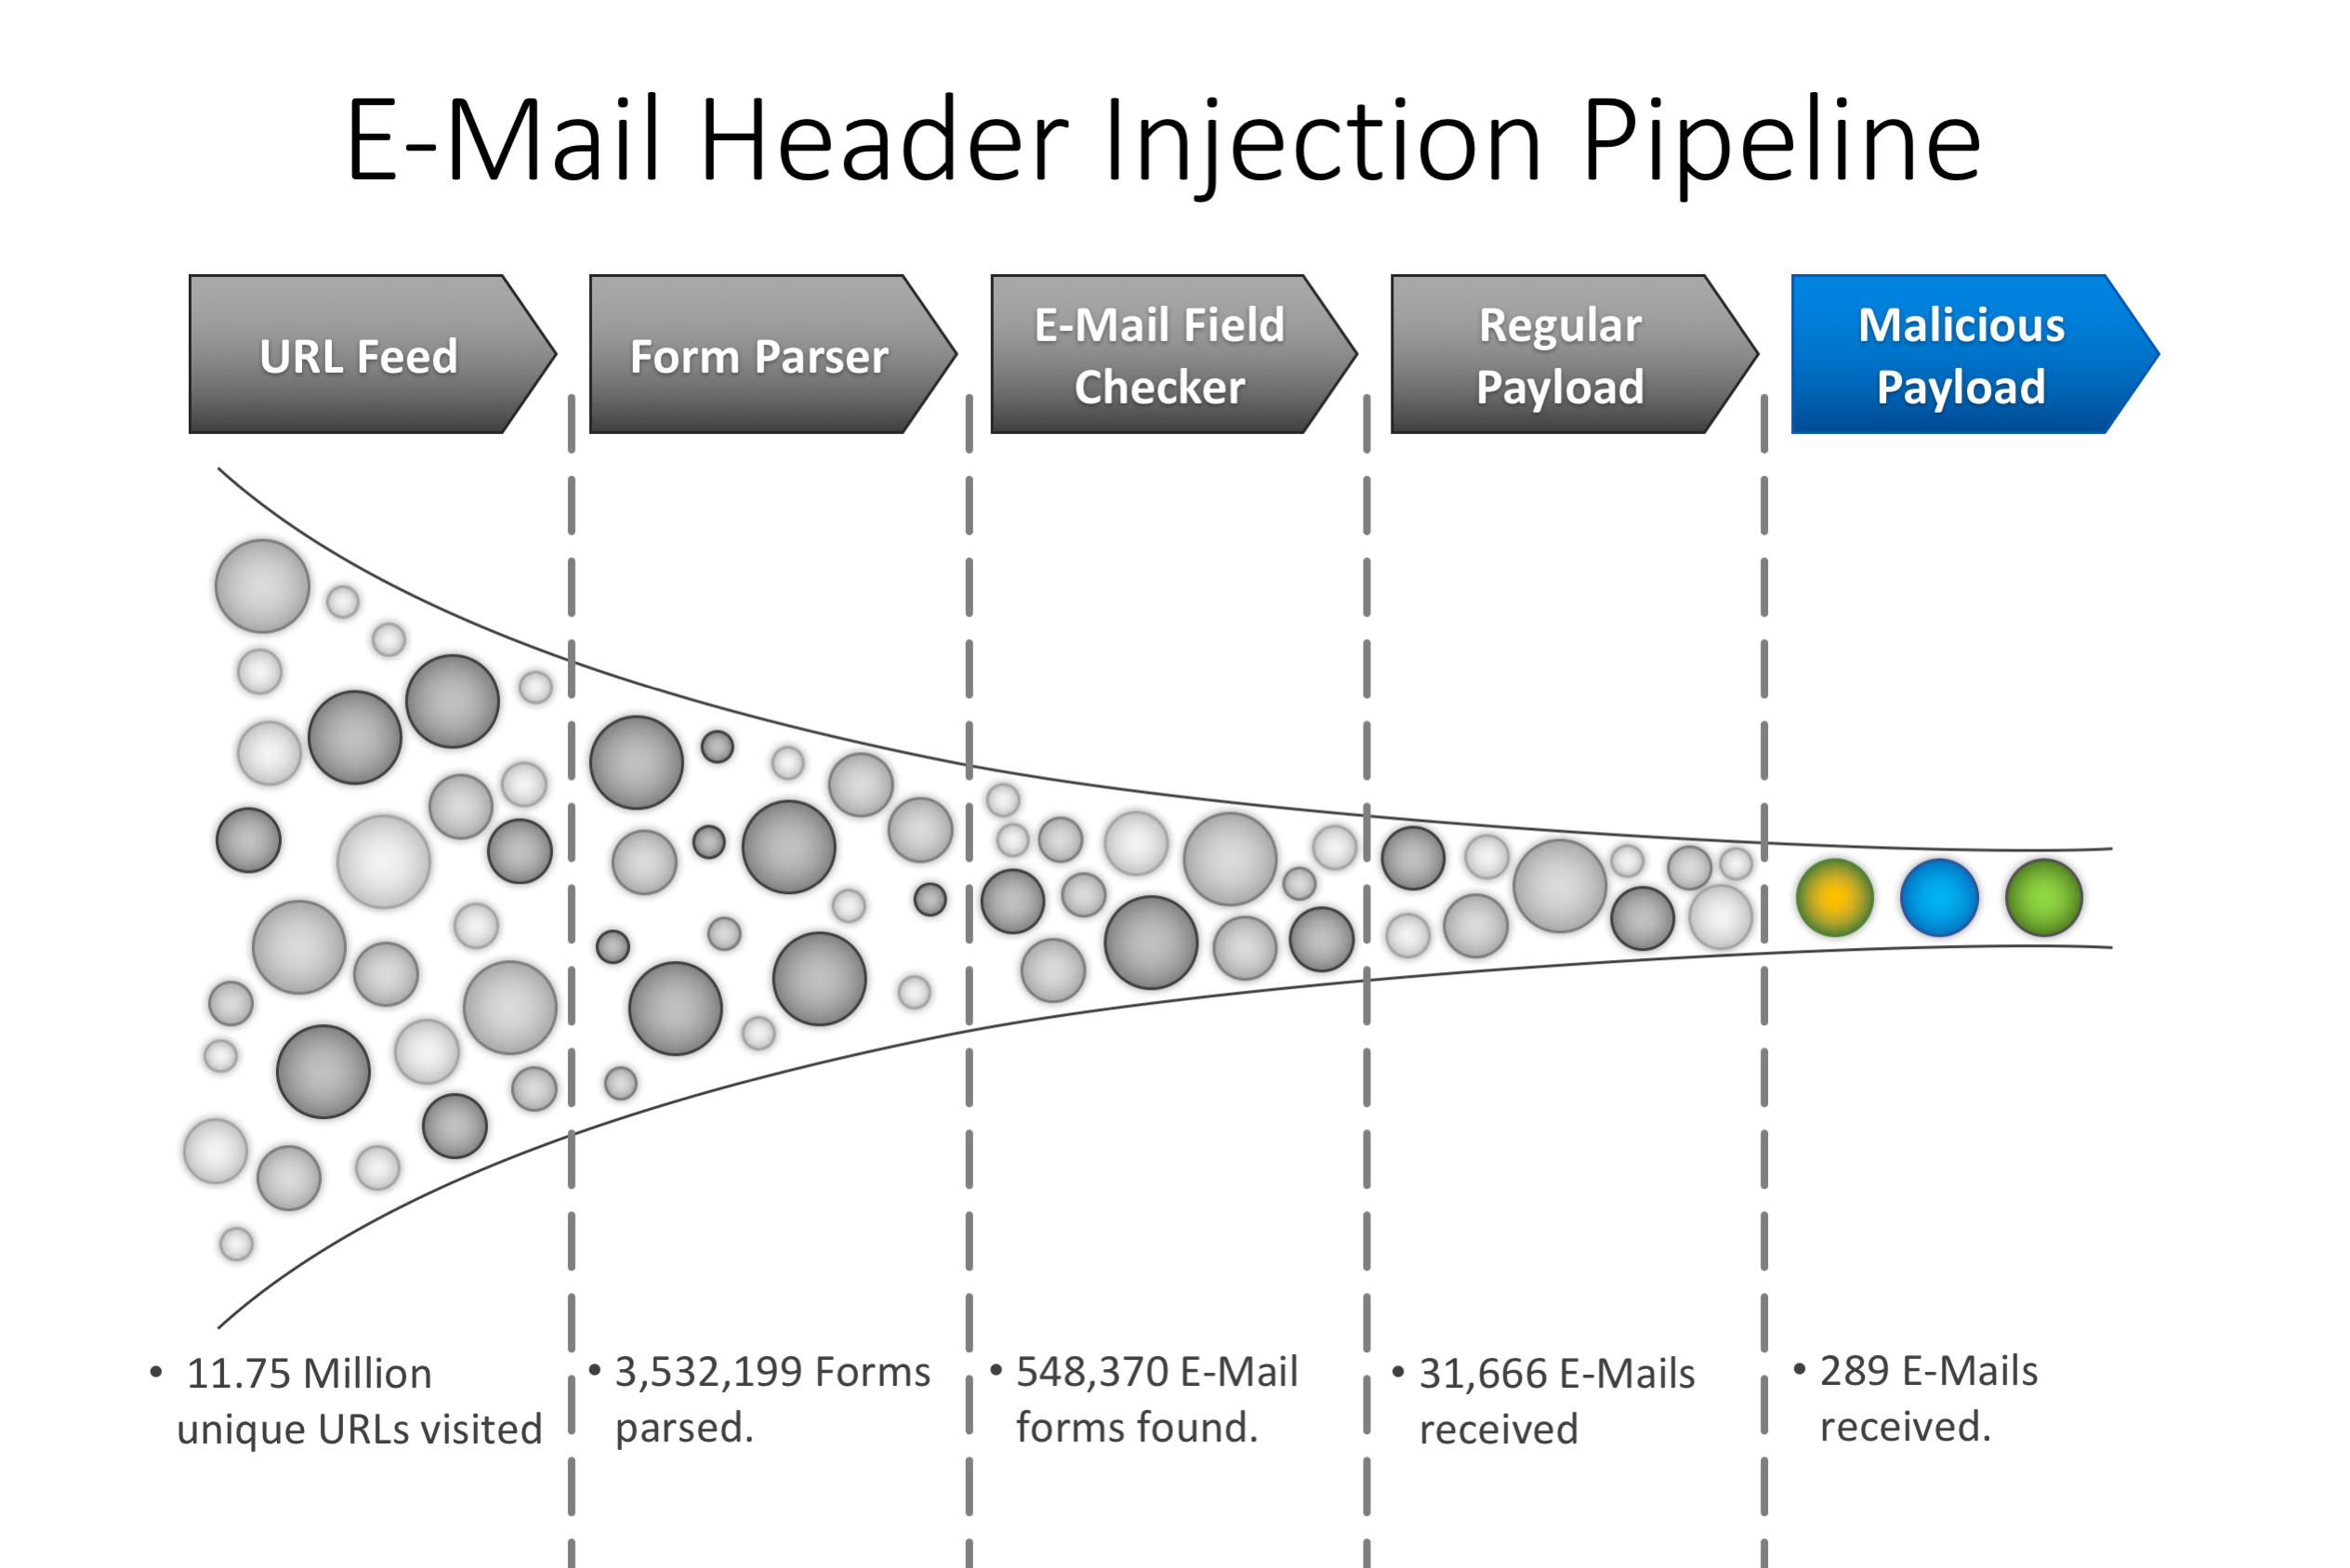 E-Mail Header Injection Pipeline
URL Feed
Form Parser
E-Mail Field
Checker
Regular
Payload
Malicious
Payload
• 11.75 Million
unique URLs visited
• 3,532,199 Forms
parsed.
• 548,370 E-Mail
forms found.
• 31,666 E-Mails
received
• 289 E-Mails
received.